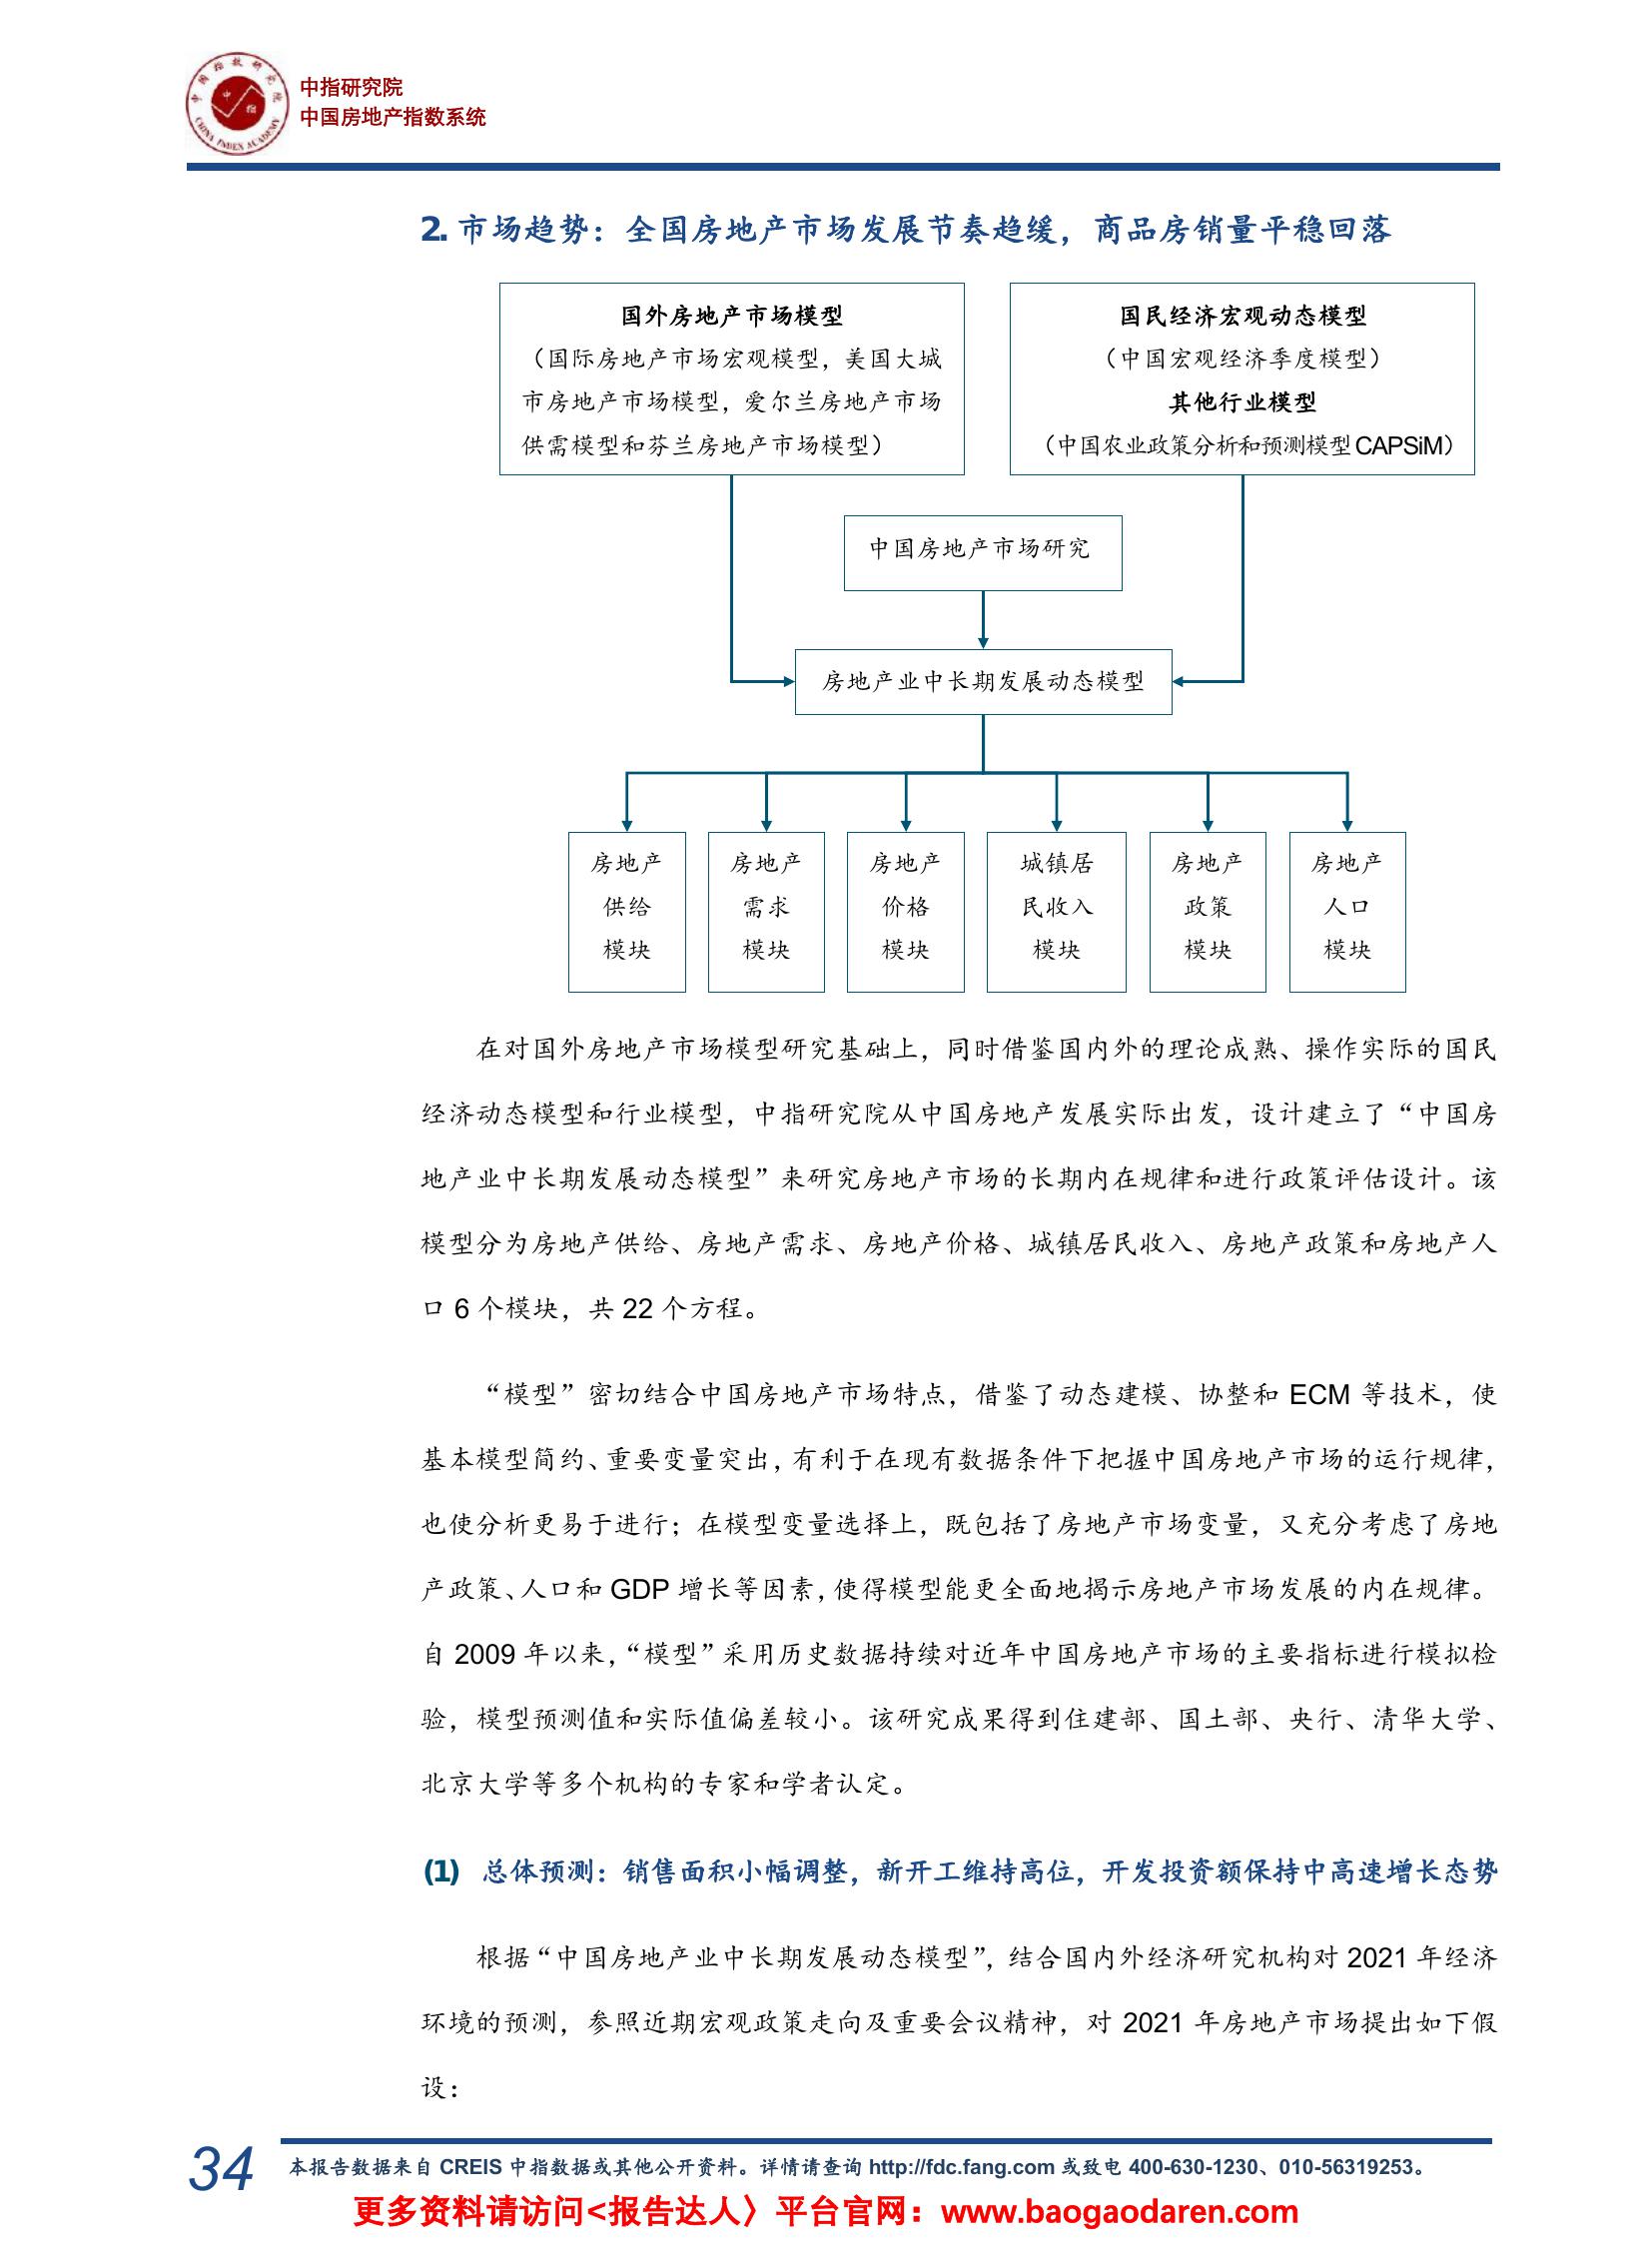 中国指数研究院
中指
CHINA INDEX ACADEMY
中指研究院
中国房地产指数系统
2. 市场趋势：全国房地产市场发展节奏趋缓，商品房销量平稳回落
国外房地产市场模型
（国际房地产市场宏观模型，美国大城
市房地产市场模型，爱尔兰房地产市场
供需模型和芬兰房地产市场模型）
国民经济宏观动态模型
（中国宏观经济季度模型）
其他行业模型
（中国农业政策分析和预测模型 CAPSiM）
中国房地产市场研究
房地产业中长期发展动态模型
房地产
供给
模块
房地产
需求
模块
房地产
价格
模块
城镇居
民收入
模块
房地产
政策
模块
房地产
人口
模块
在对国外房地产市场模型研究基础上，同时借鉴国内外的理论成熟、操作实际的国民
经济动态模型和行业模型，中指研究院从中国房地产发展实际出发，设计建立了“中国房
地产业中长期发展动态模型”来研究房地产市场的长期内在规律和进行政策评估设计。该
模型分为房地产供给、房地产需求、房地产价格、城镇居民收入、房地产政策和房地产人
口 6 个模块，共 22 个方程。
“模型”密切结合中国房地产市场特点，借鉴了动态建模、协整和 ECM 等技术，使
基本模型简约、重要变量突出，有利于在现有数据条件下把握中国房地产市场的运行规律，
也使分析更易于进行；在模型变量选择上，既包括了房地产市场变量，又充分考虑了房地
产政策、人口和 GDP 增长等因素，使得模型能更全面地揭示房地产市场发展的内在规律。
自 2009 年以来，“模型”采用历史数据持续对近年中国房地产市场的主要指标进行模拟检
验，模型预测值和实际值偏差较小。该研究成果得到住建部、国土部、央行、清华大学、
北京大学等多个机构的专家和学者认定。
(1) 总体预测：销售面积小幅调整，新开工维持高位，开发投资额保持中高速增长态势
根据“中国房地产业中长期发展动态模型”，结合国内外经济研究机构对 2021 年经济
环境的预测，参照近期宏观政策走向及重要会议精神，对 2021 年房地产市场提出如下假
设：
34
本报告数据来自 CREIS 中指数据或其他公开资料。详情请查询 http://fdc.fang.com 或致电 400-630-1230、010-56319253。
更多资料请访问<报告达人〉平台官网：www.baogaodaren.com